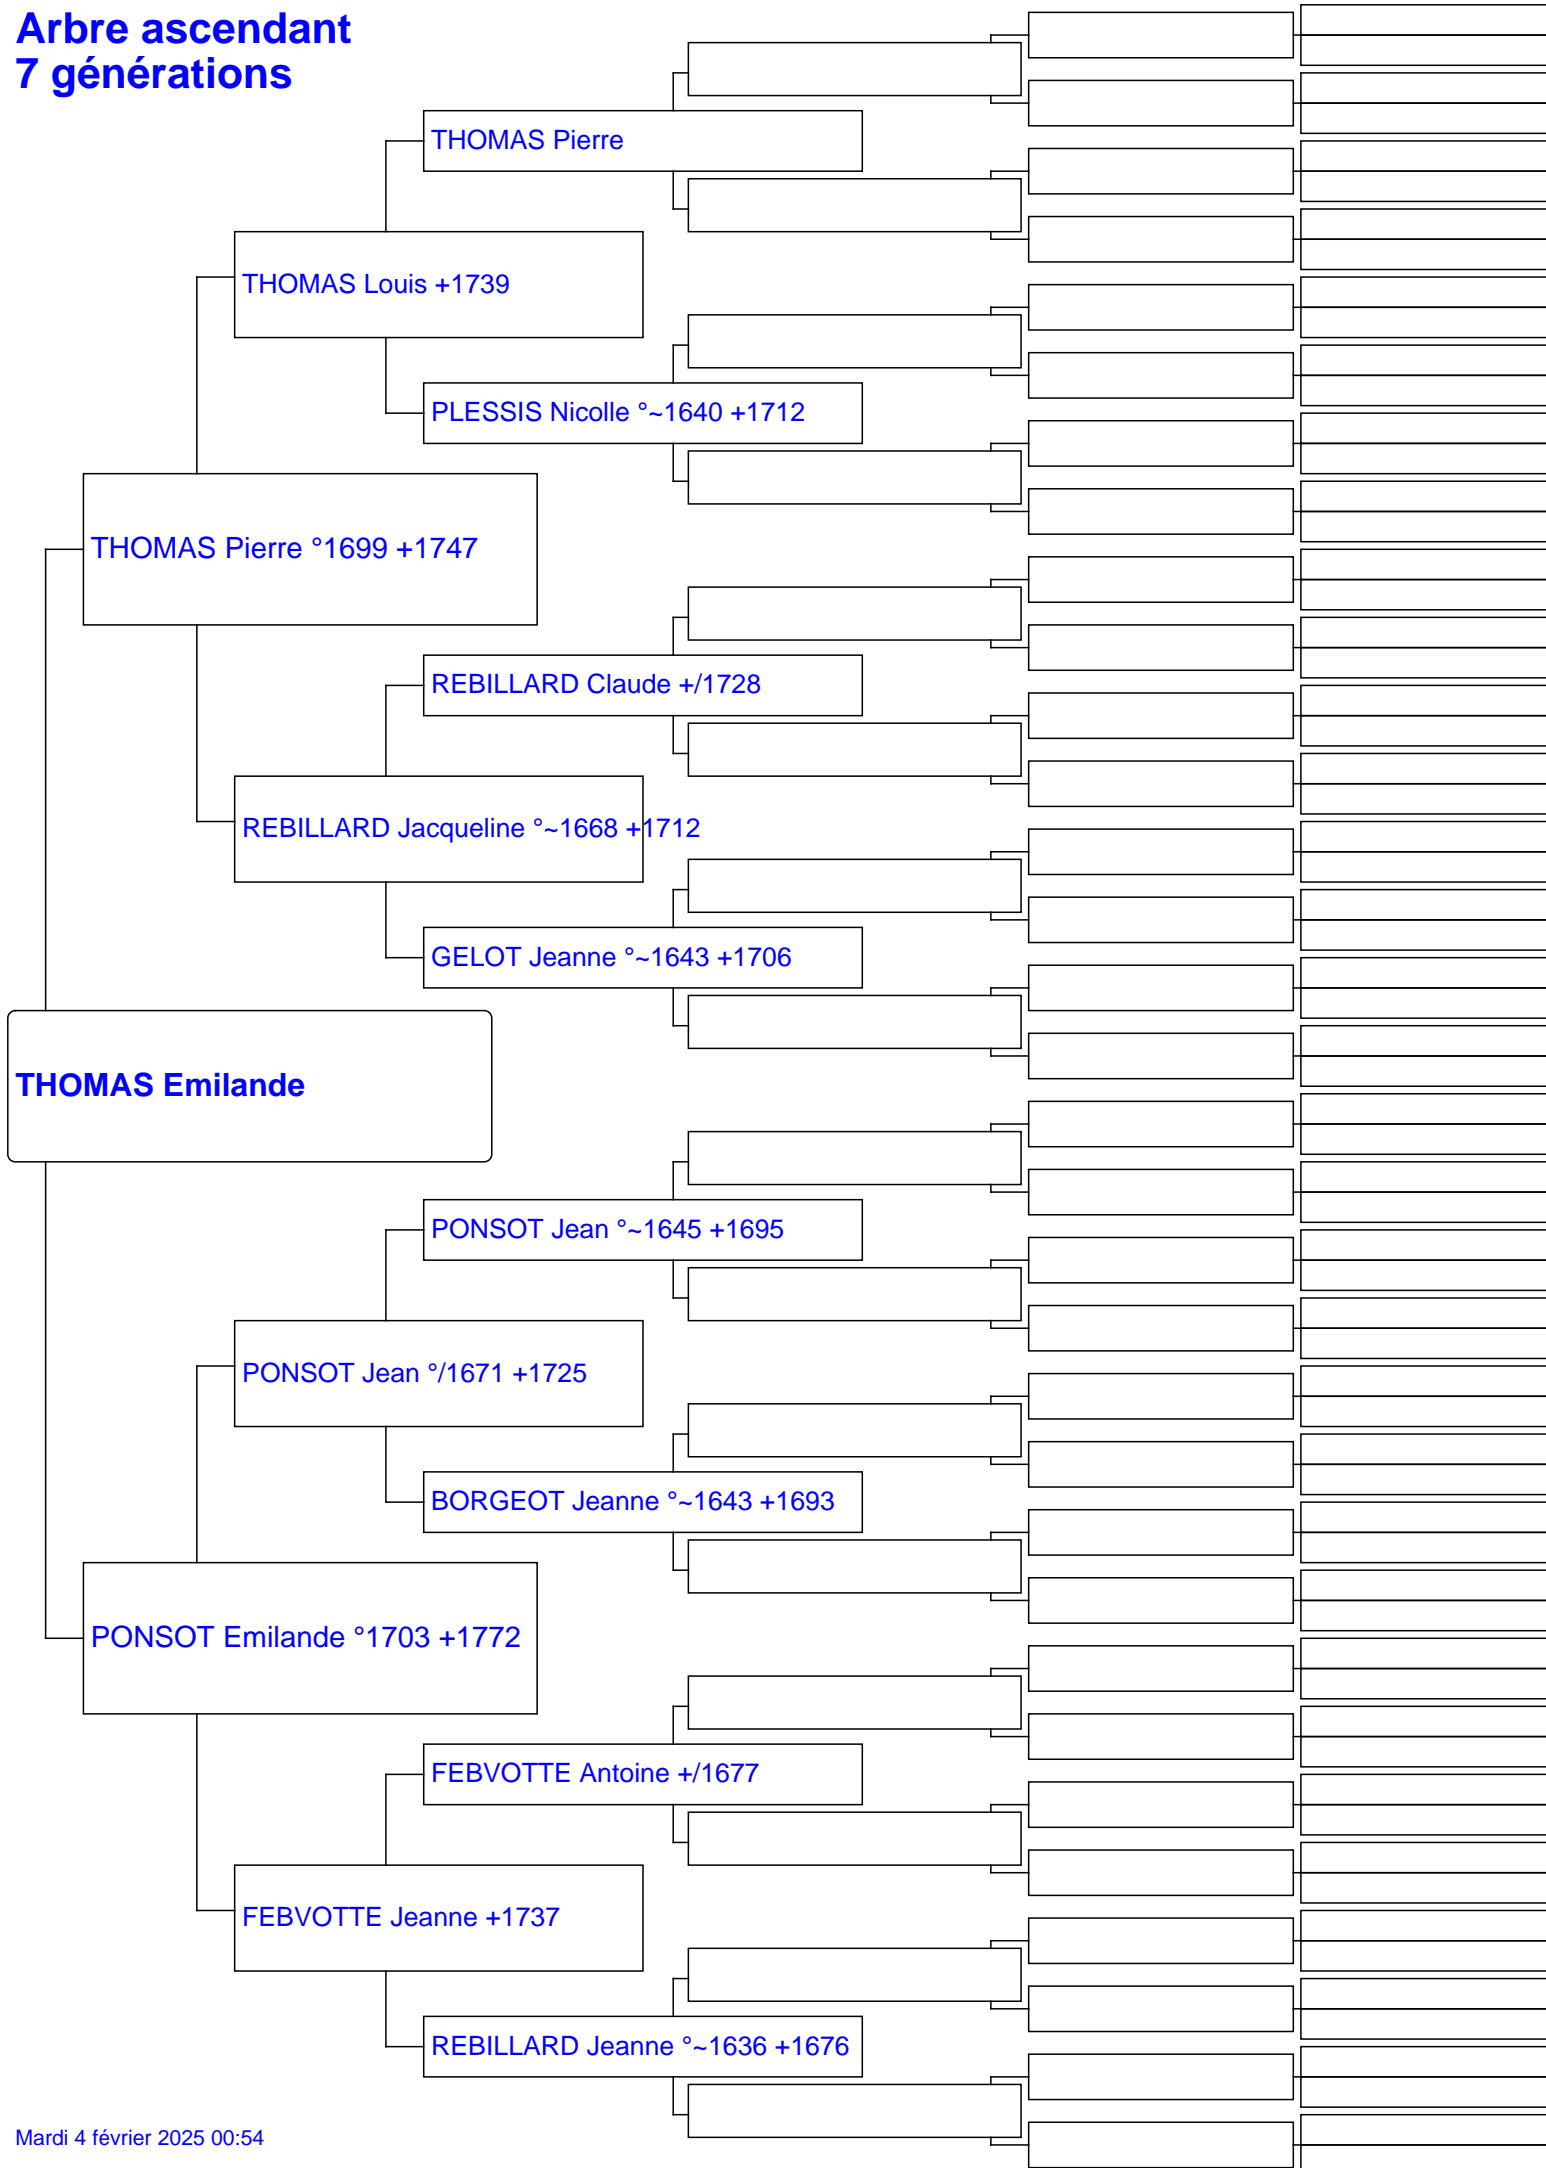 Arbre ascendant
7 générations
THOMAS Pierre
THOMAS Louis +1739
PLESSIS Nicolle °~1640 +1712
THOMAS Pierre °1699 +1747
REBILLARD Claude +/1728
REBILLARD Jacqueline °~1668 +1712
GELOT Jeanne °~1643 +1706
THOMAS Emilande
PONSOT Jean °~1645 +1695
PONSOT Jean °/1671 +1725
BORGEOT Jeanne °~1643 +1693
PONSOT Emilande °1703 +1772
FEBVOTTE Antoine +/1677
FEBVOTTE Jeanne +1737
REBILLARD Jeanne °~1636 +1676
Mardi 4 février 2025 00:54